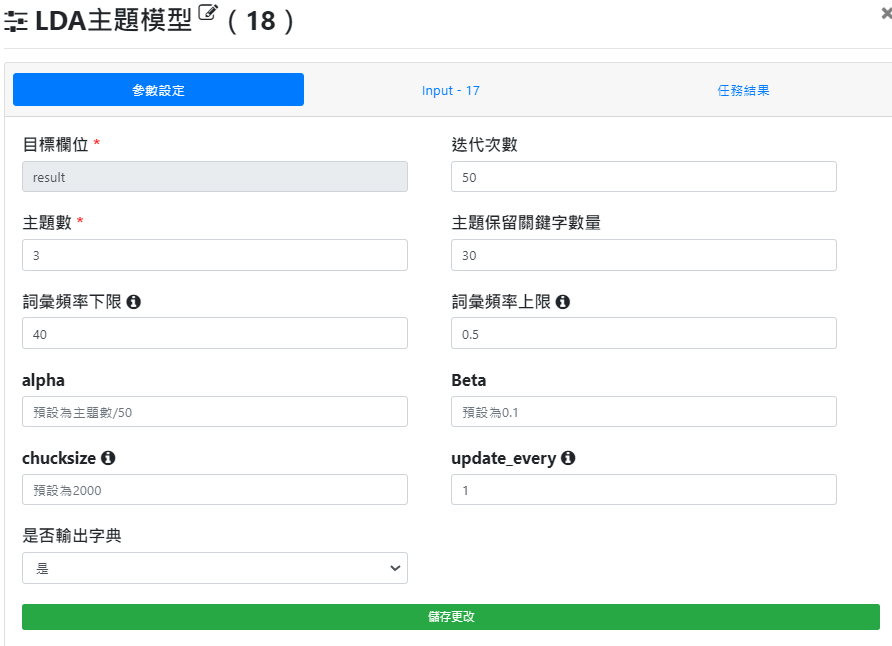 LDA主題模型 ( 18 )
參數設定 Input - 17 任務結果
目標欄位 * 迭代次數
result 50
主題數 * 主題保留關鍵字數量
3 30
詞彙頻率下限 詞彙頻率上限
40 0.5
alpha Beta
預設為主題數/50 預設為0.1
chucksize update_every
預設為2000 1
是否輸出字典
是
儲存更改